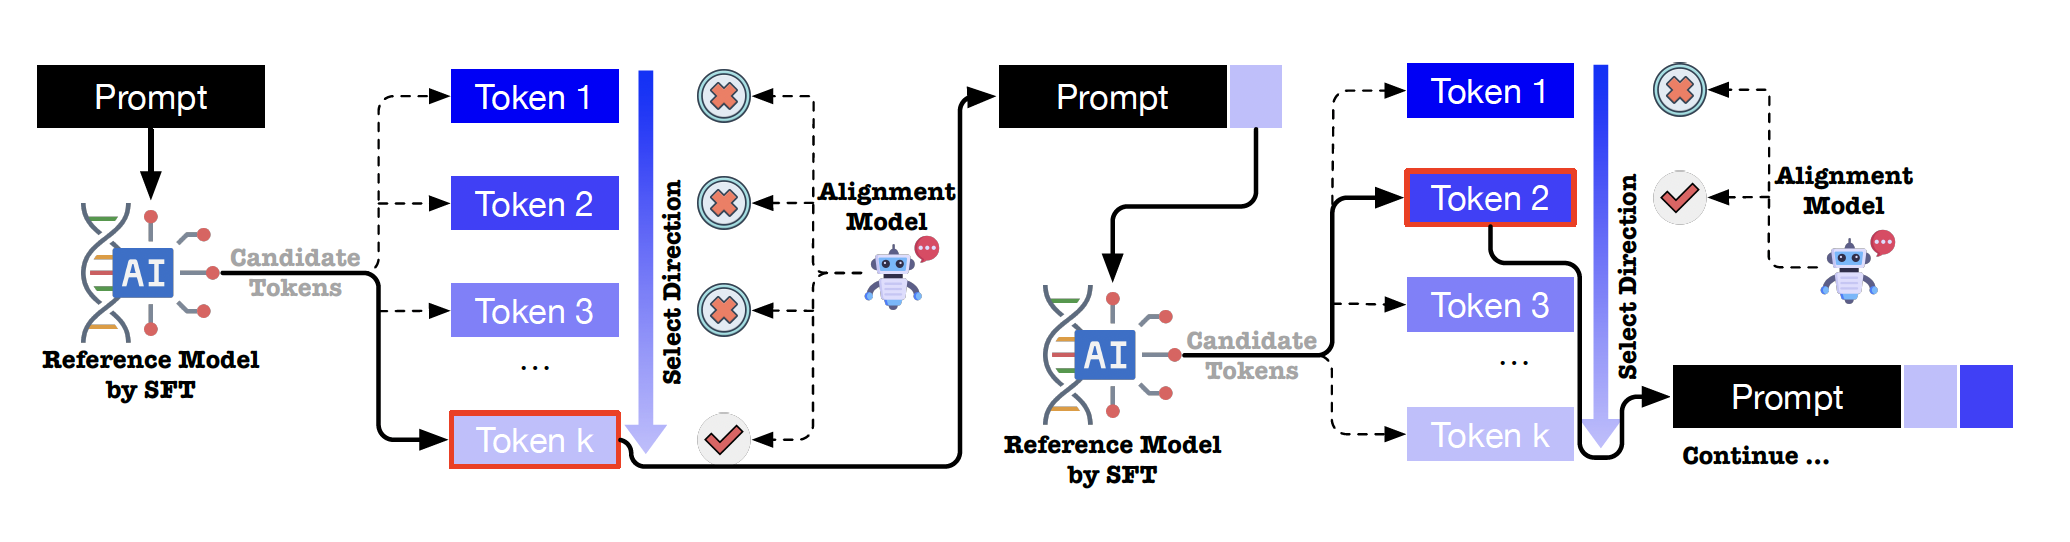 Prompt
AI
Reference Model
by SFT
Candidate
Tokens
Token 1
Token 2
Token 3
...
Token k
Select Direction
Alignment
Model
Prompt
AI
Reference Model
by SFT
Candidate
Tokens
Token 1
Token 2
Token 3
...
Token k
Select Direction
Alignment
Model
Prompt
Continue ...